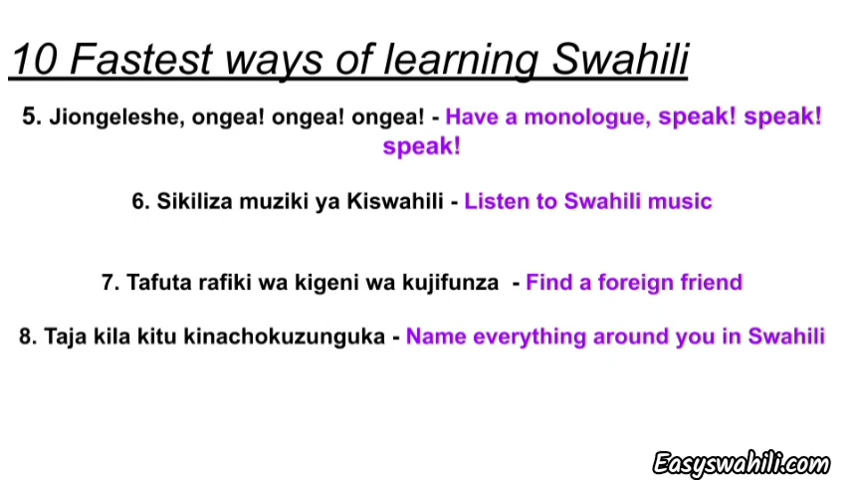 10 Fastest ways of learning Swahili
5. Jiongeleshe, ongea! ongea! ongea! - Have a monologue, speak! speak!
speak!
6. Sikiliza muziki ya Kiswahili - Listen to Swahili music
7. Tafuta rafiki wa kigeni wa kujifunza - Find a foreign friend
8. Taja kila kitu kinachokuzunguka - Name everything around you in Swahili
Easyswahili.com